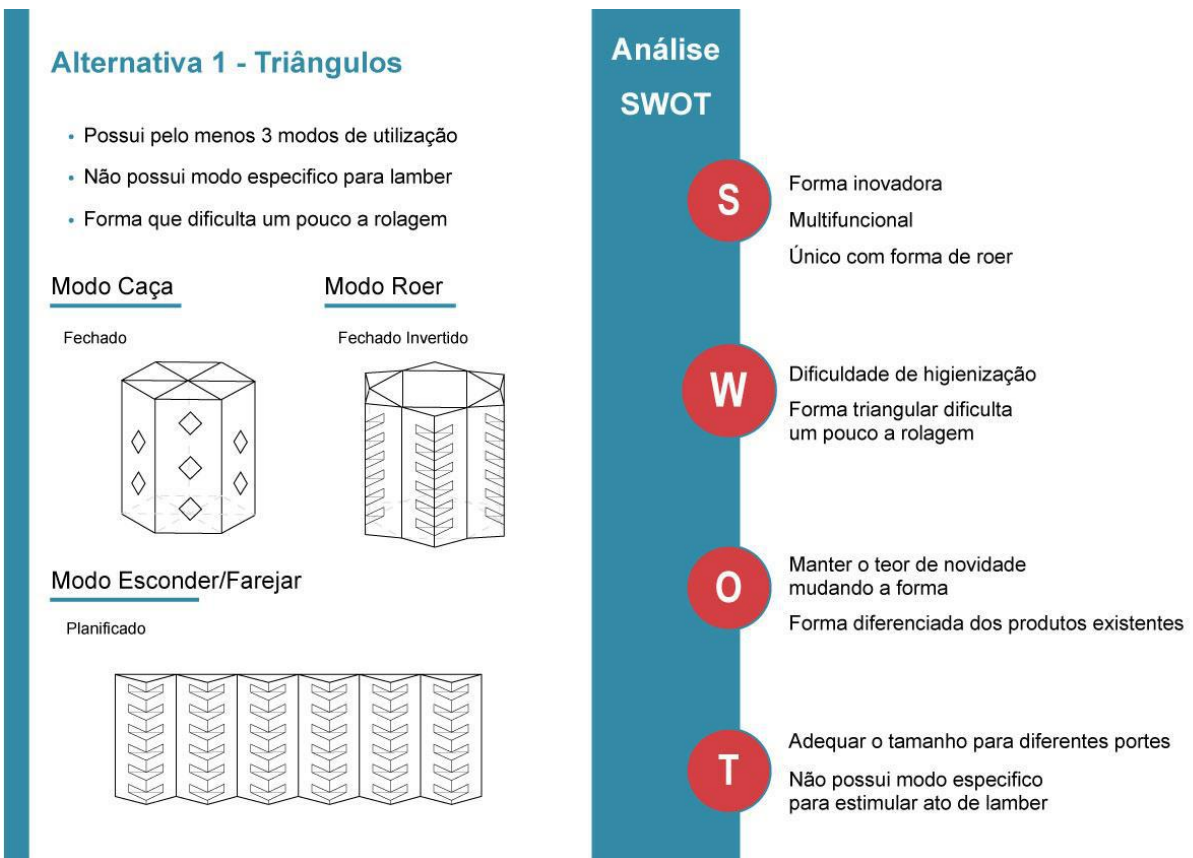 Alternativa 1 - Triângulos
• Possui pelo menos 3 modos de utilização
• Não possui modo especifico para lamber
• Forma que dificulta um pouco a rolagem
Modo Caça
Fechado
Modo Roer
Fechado Invertido
Modo Esconder/Farejar
Planificado
Análise
SWOT
S
Forma inovadora
Multifuncional
Único com forma de roer
W
Dificuldade de higienização
Forma triangular dificulta
um pouco a rolagem
O
Manter o teor de novidade
mudando a forma
Forma diferenciada dos produtos existentes
T
Adequar o tamanho para diferentes portes
Não possui modo especifico
para estimular ato de lamber